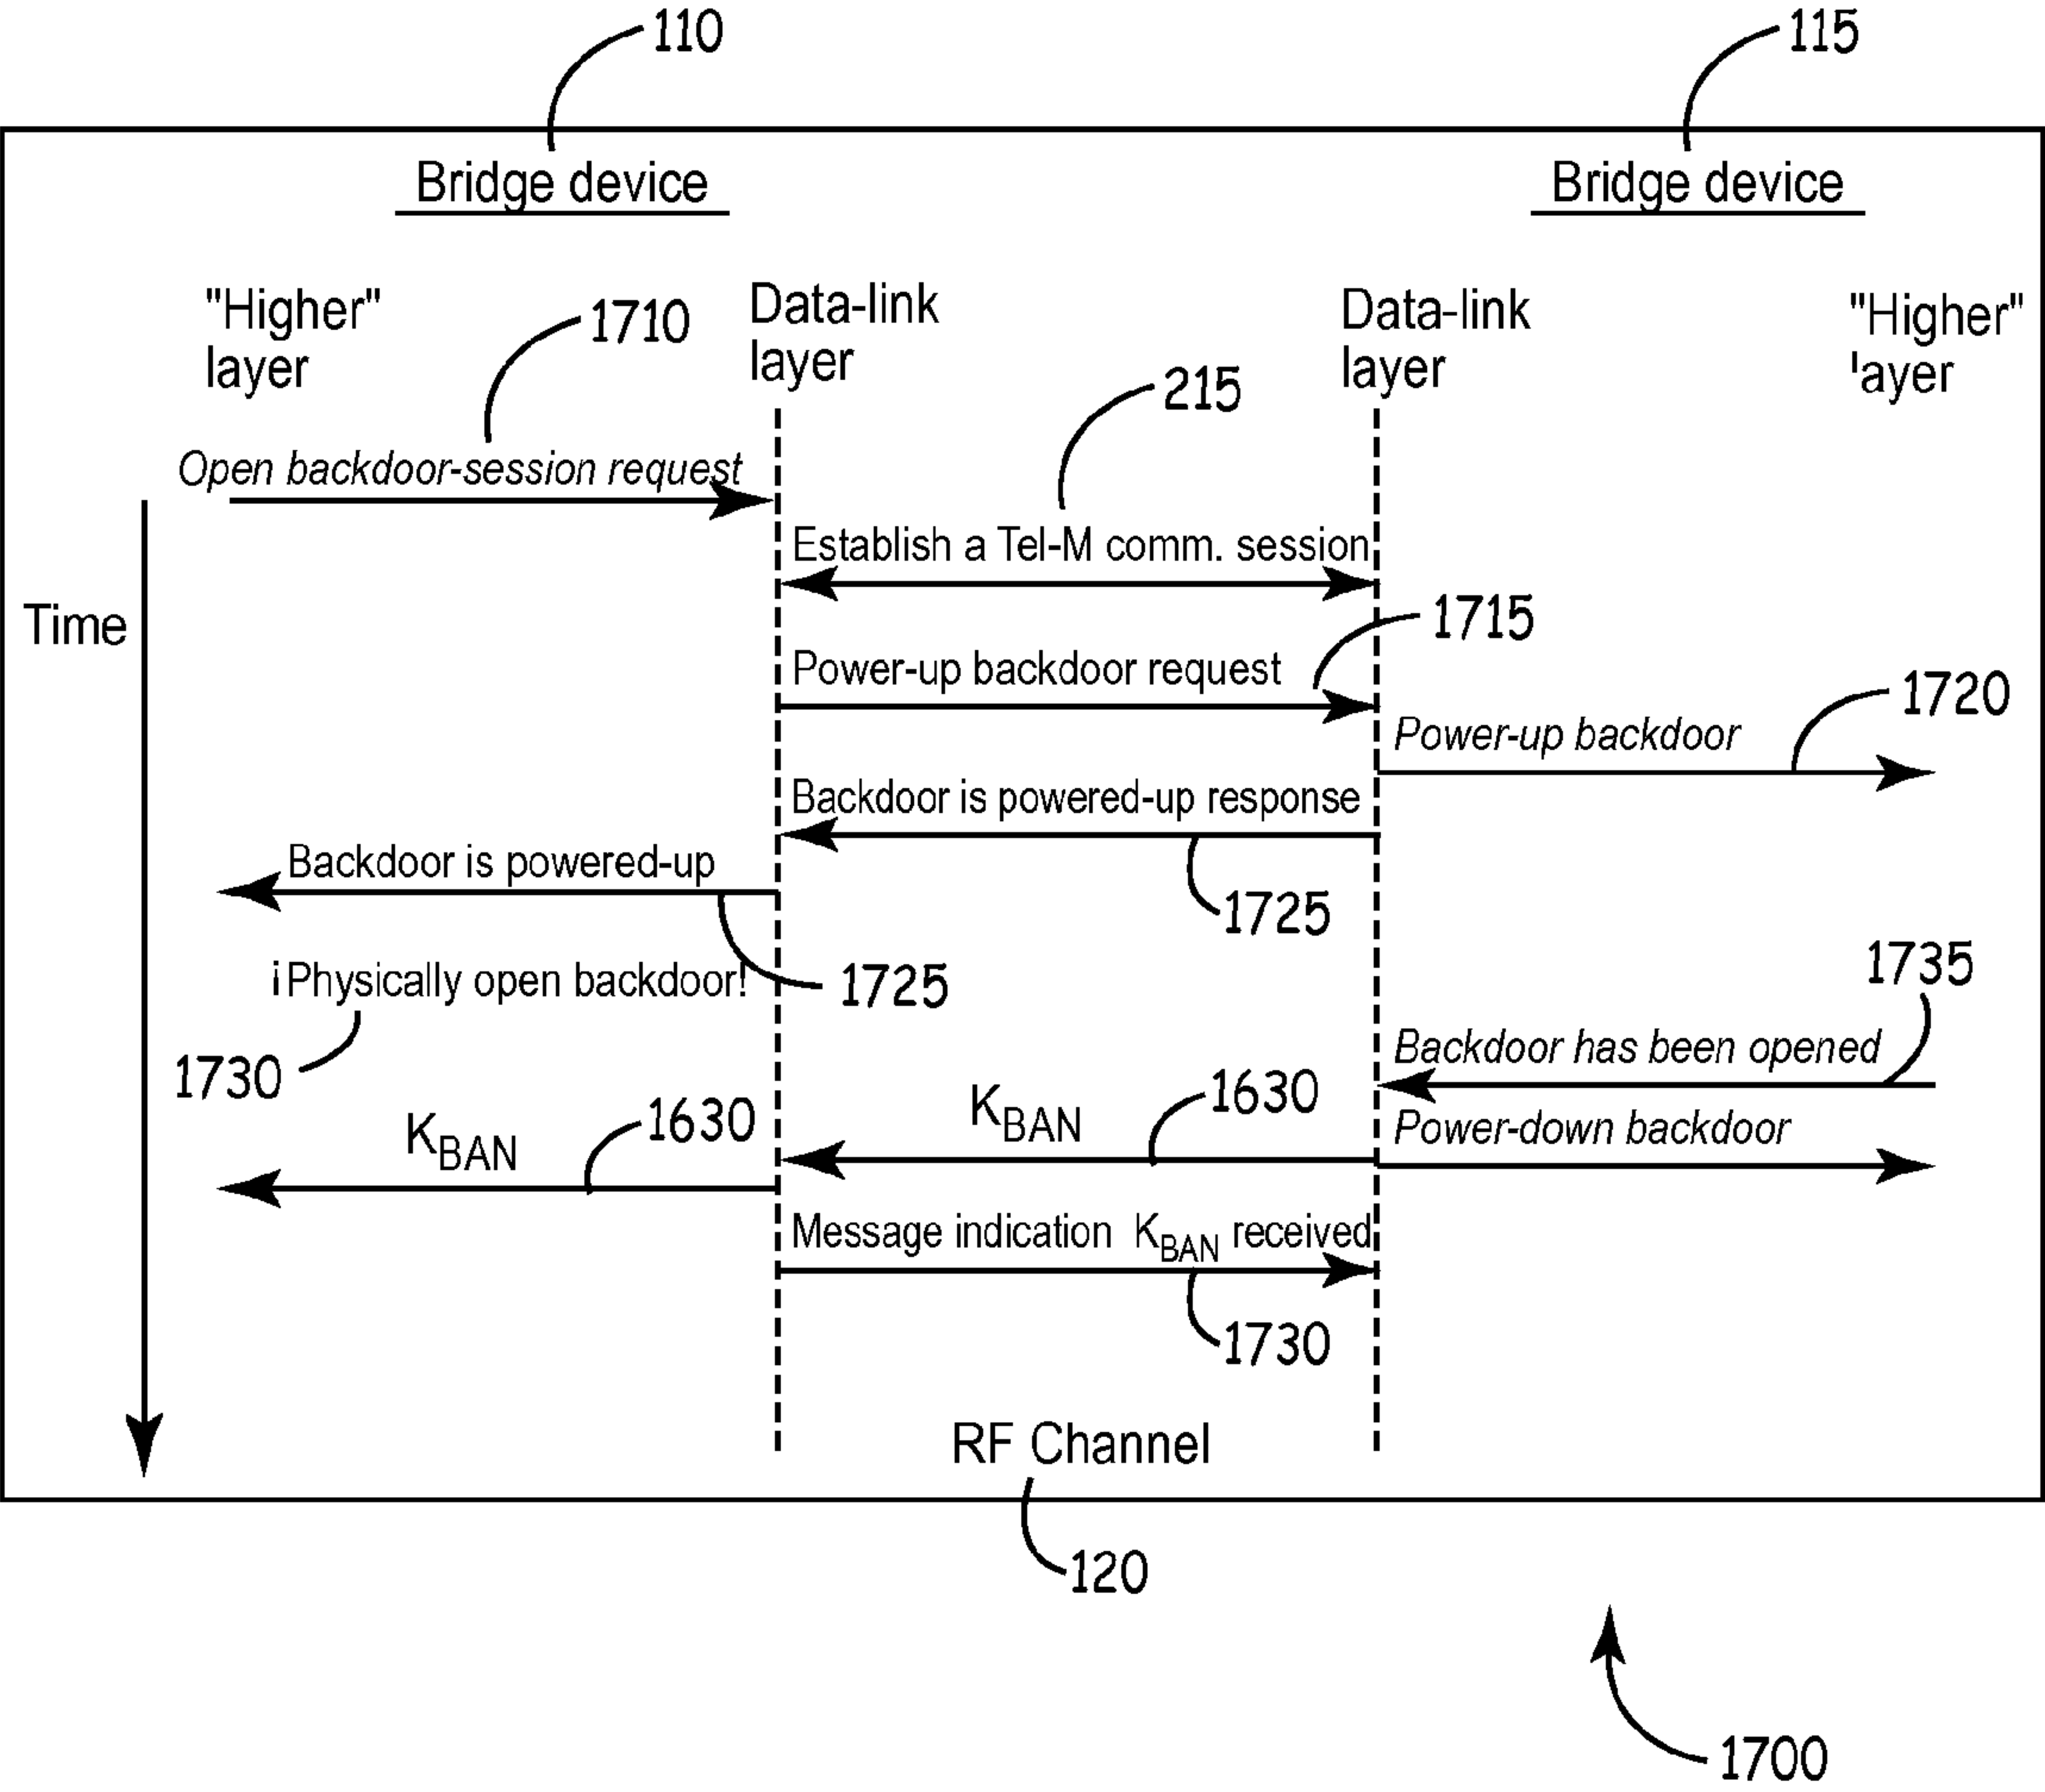 110
115
Bridge device
Bridge device
"Higher"
layer
1710
Data-link
layer
215
Data-link
layer
"Higher"
'ayer
Open backdoor-session request
Establish a Tel-M comm. session
Time
1715
Power-up backdoor request
1720
Power-up backdoor
Backdoor is powered-up response
Backdoor is powered-up
1725
¡Physically open backdoor!
1725
1735
1730
Backdoor has been opened
KBAN
1630
KBAN
1630
Power-down backdoor
Message indication KBAN received
1730
RF Channel
120
1700